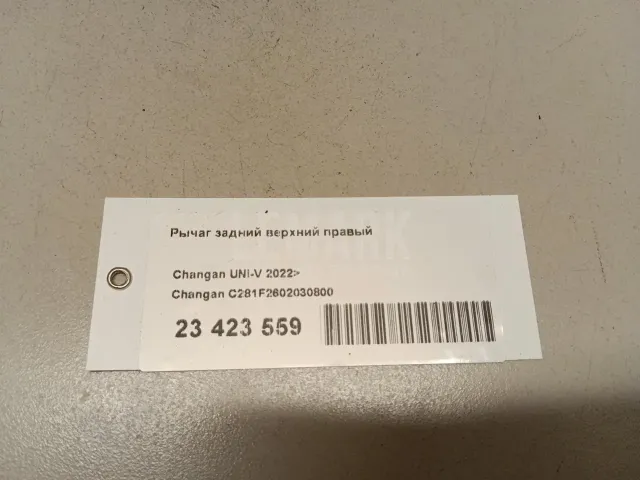 Рычаг задний верхний правый
Changan UNI-V 2022>
Changan C281F2602030800
23 423 559